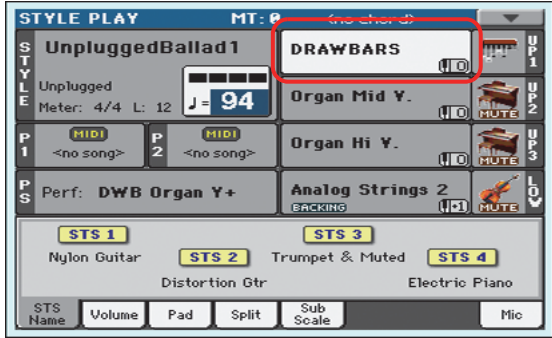 STYLE PLAY MT: (no chord)
STYLE
UnpluggedBallad1
Unplugged
Meter: 4/4 L: 12
♩= 94
DRAWBARS
0
UP1
Organ Mid V.
0
MUTE
UP2
P1
MIDI
<no song>
P2
MIDI
<no song>
Organ Hi V.
0
MUTE
UP3
PS
Perf: DWB Organ V+
Analog Strings 2
BACKING
+1
MUTE
LOW
STS 1
Nylon Guitar
STS 2
Distortion Gtr
STS 3
Trumpet & Muted
STS 4
Electric Piano
STS Name
Volume
Pad
Split
Sub Scale
Mic